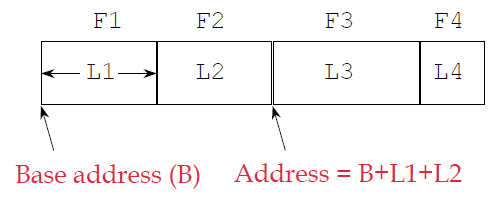 F1 F2 F3 F4
L1 L2 L3 L4
Base address (B) Address = B+L1+L2